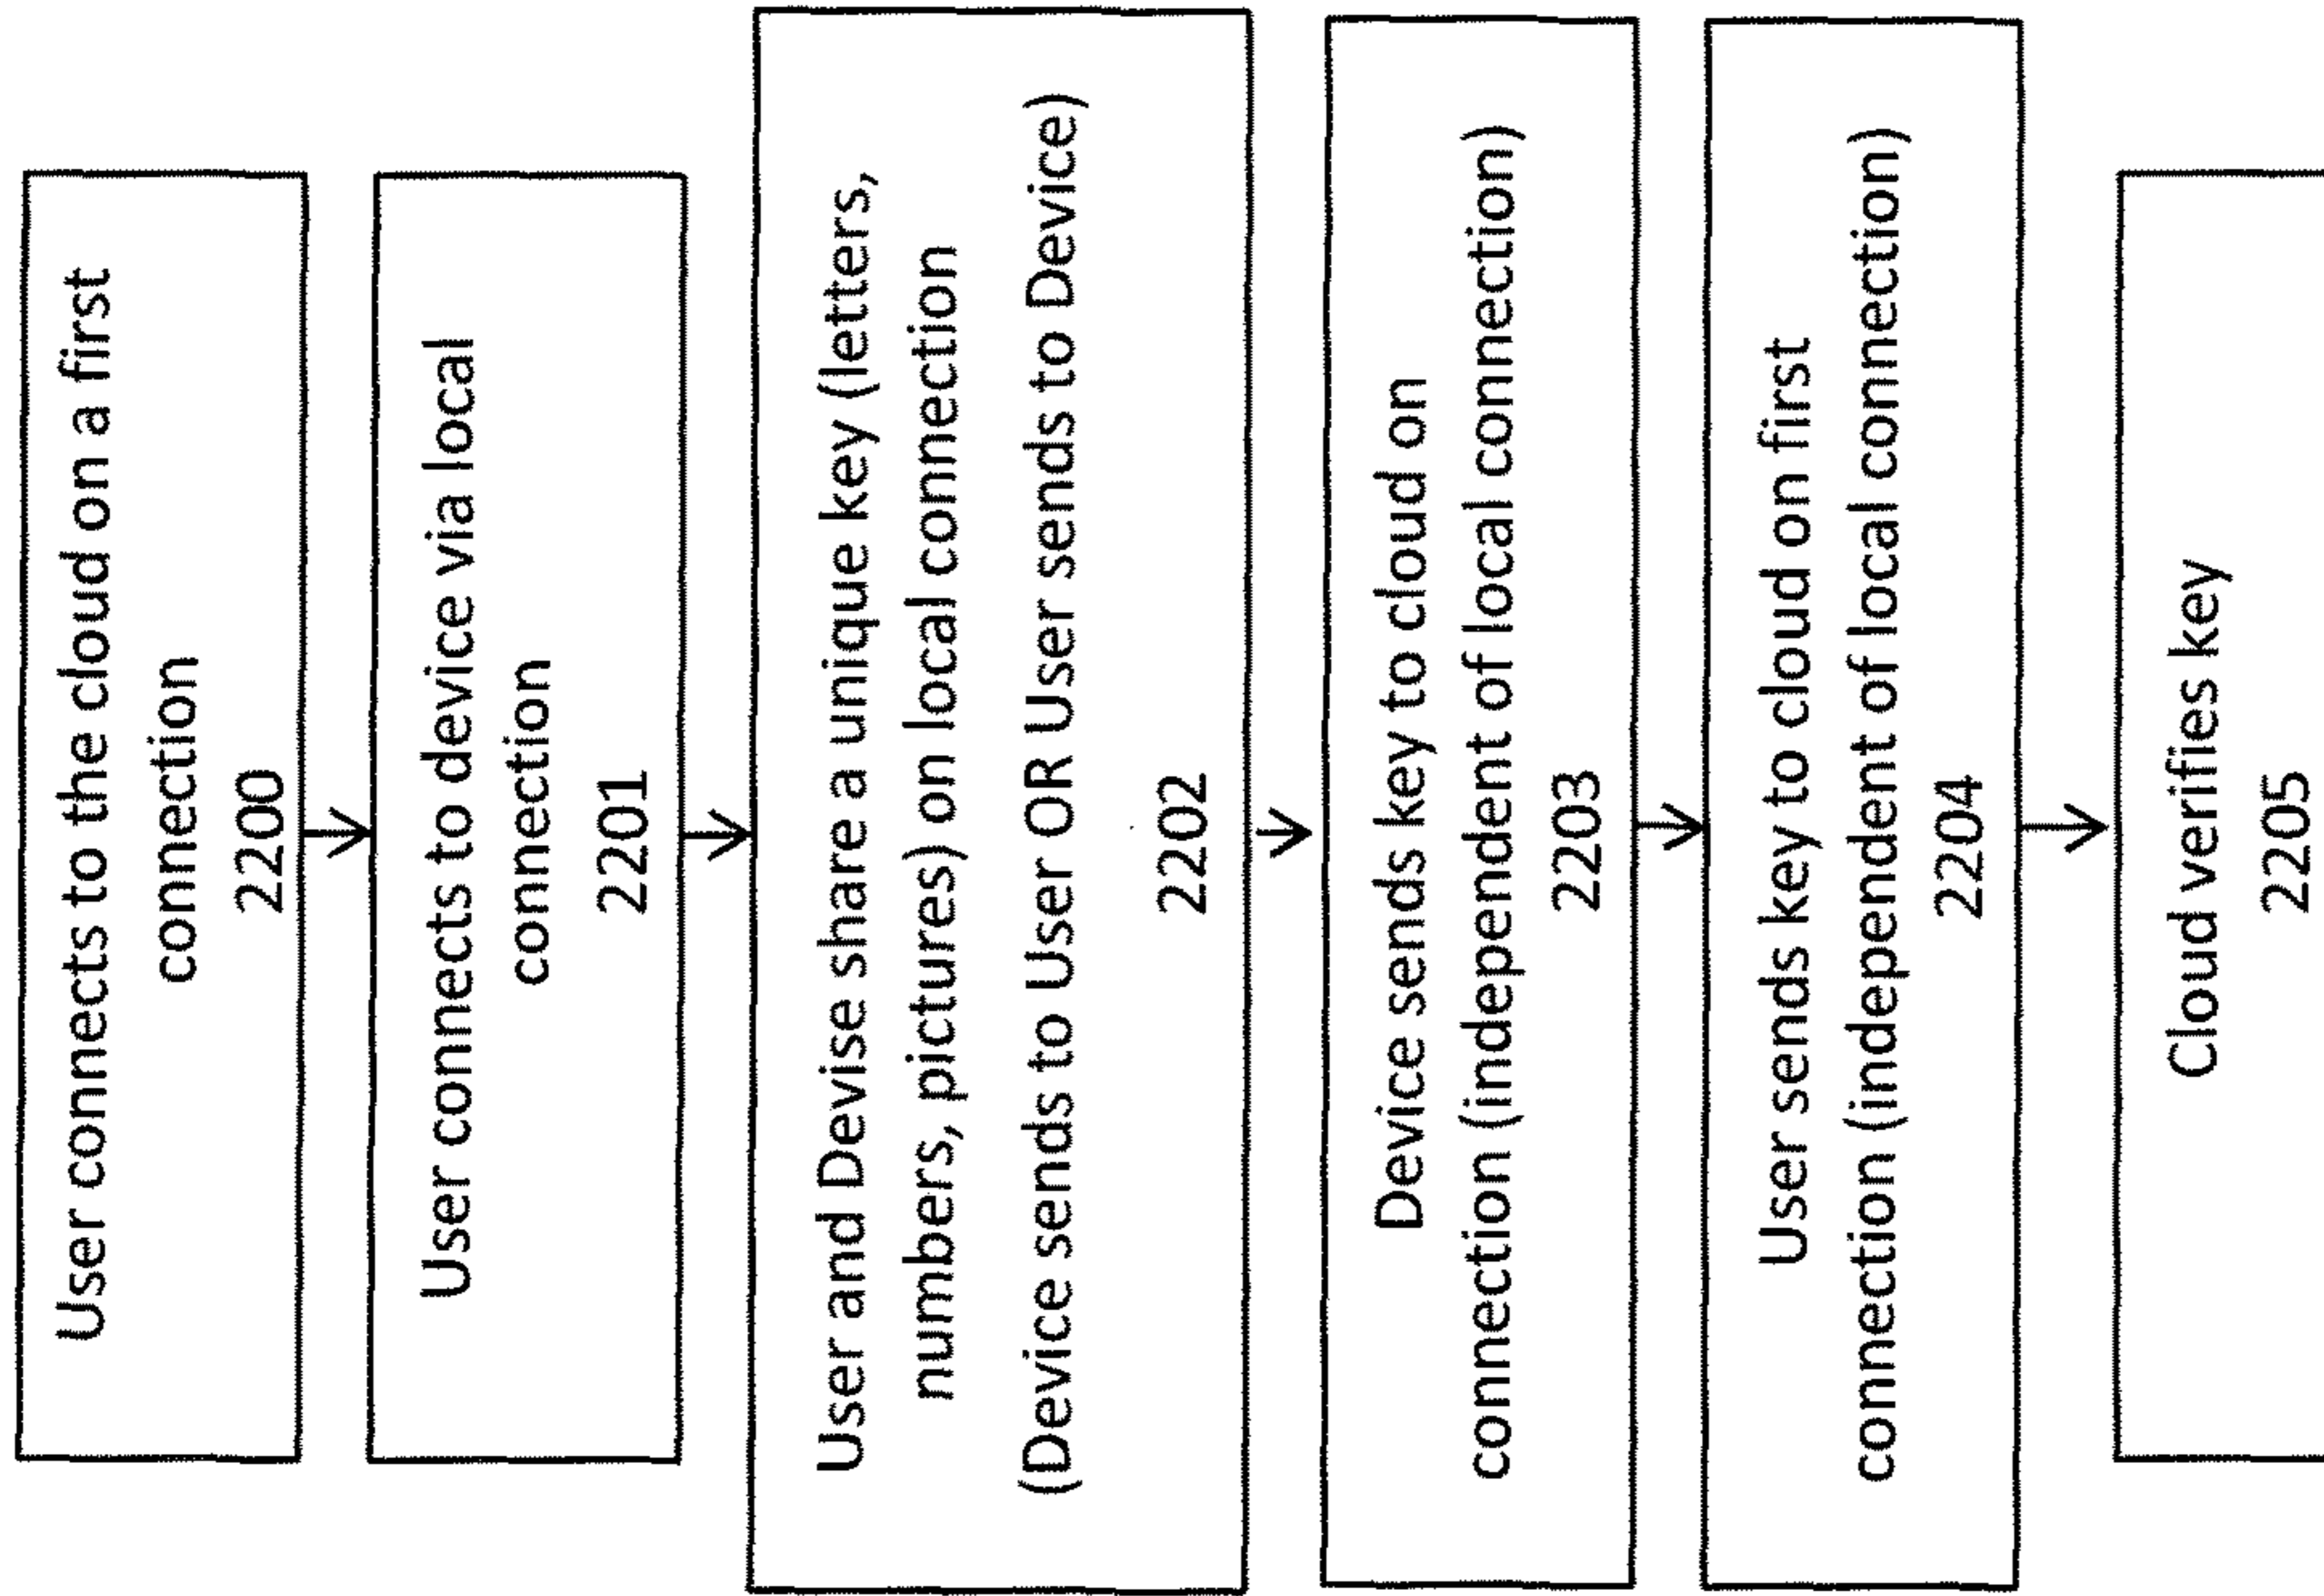 User connects to the cloud on a first
connection
2200
User connects to device via local
connection
2201
User and Devise share a unique key (letters,
numbers, pictures) on local connection
(Device sends to User OR User sends to Device)
2202
Device sends key to cloud on
connection (independent of local connection)
2203
User sends key to cloud on first
connection (independent of local connection)
2204
Cloud verifies key
2205